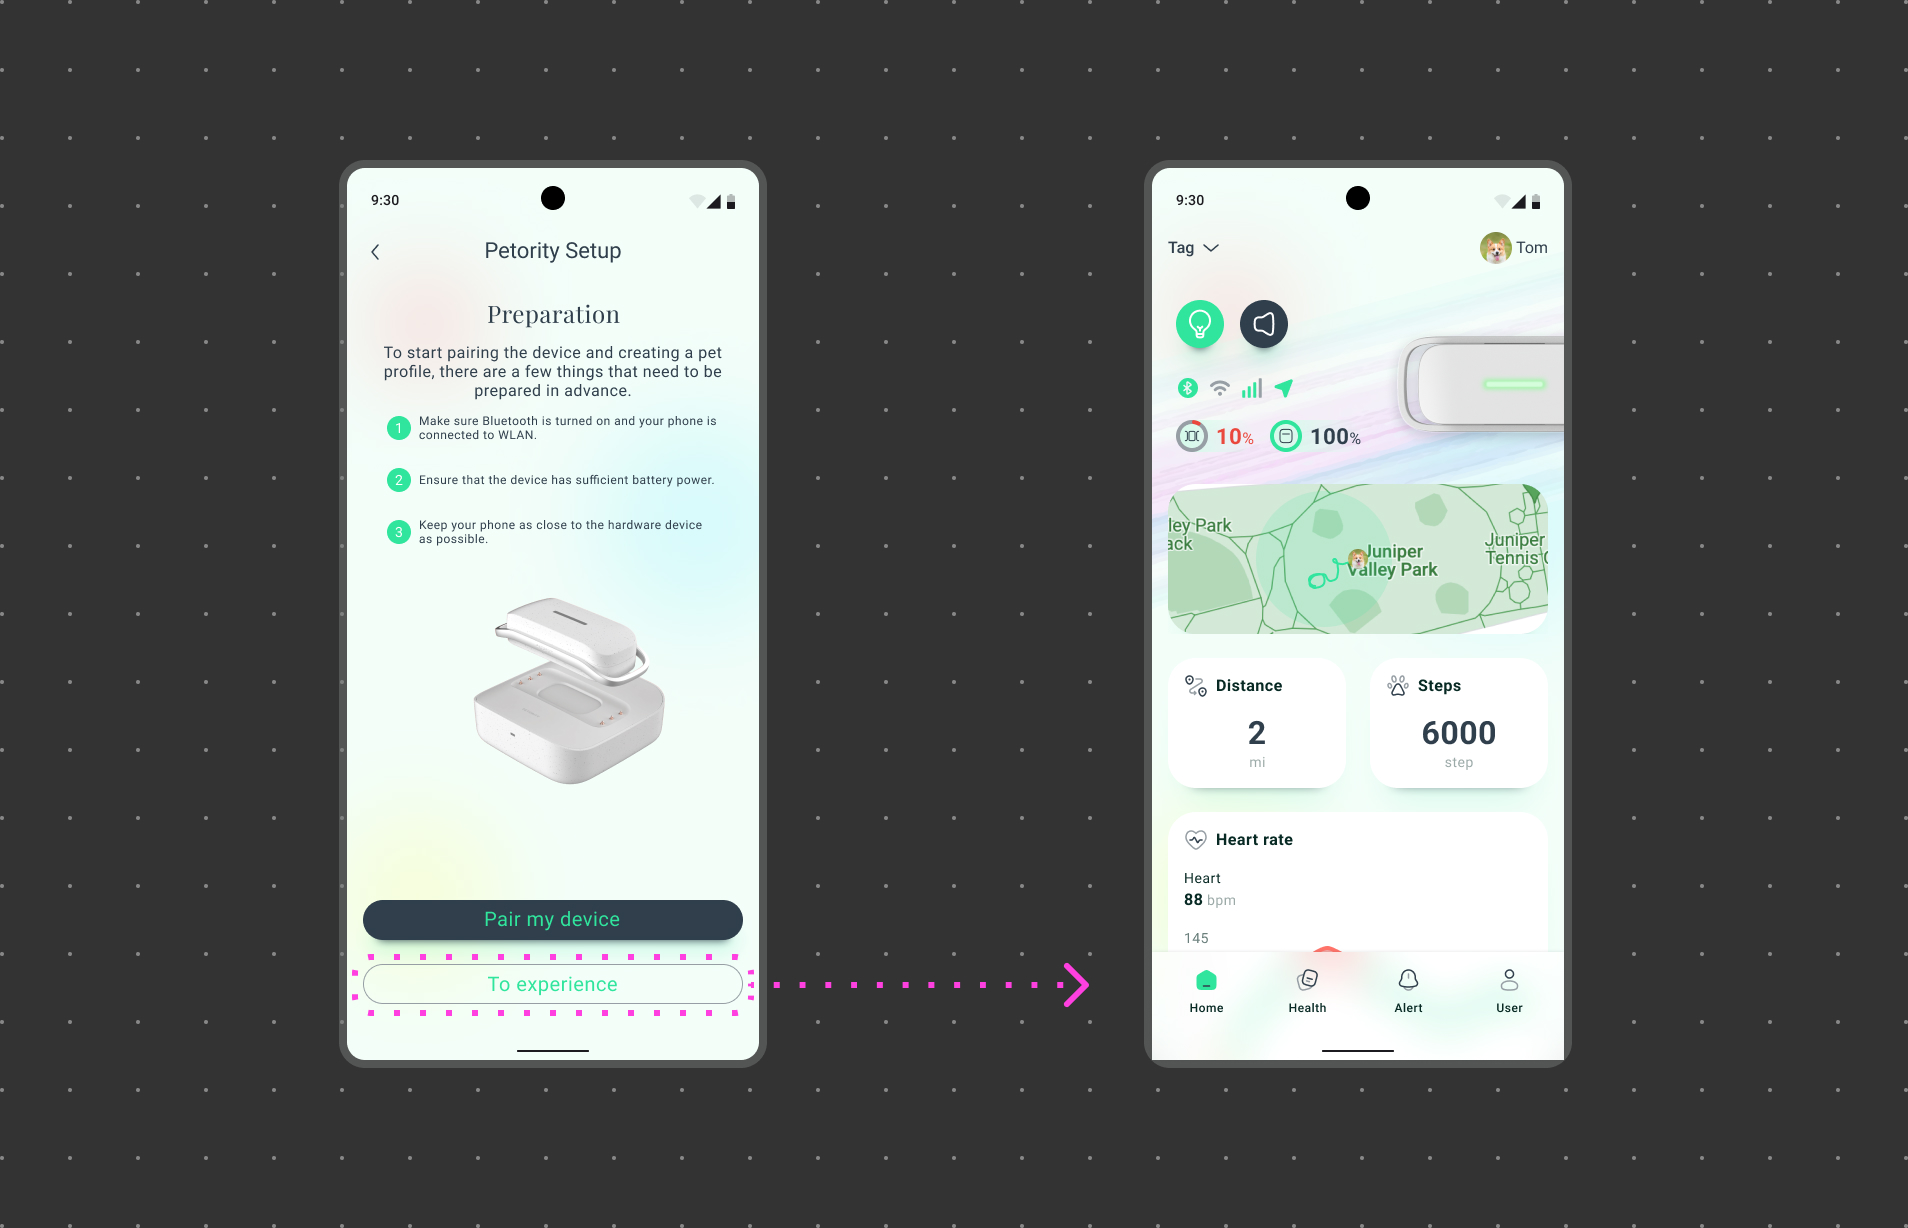 9:30
Petority Setup
Preparation
To start pairing the device and creating a pet
profile, there are a few things that need to be
prepared in advance.
1
Make sure Bluetooth is turned on and your phone is
connected to WLAN.
2
Ensure that the device has sufficient battery power.
3
Keep your phone as close to the hardware device
as possible.
Pair my device
To experience
9:30
Tag
Tom
10%
100%
ley Park
ack
Juniper
Valley Park
Juniper
Tennis C
Distance
2
mi
Steps
6000
step
Heart rate
Heart
88 bpm
145
Home
Health
Alert
User